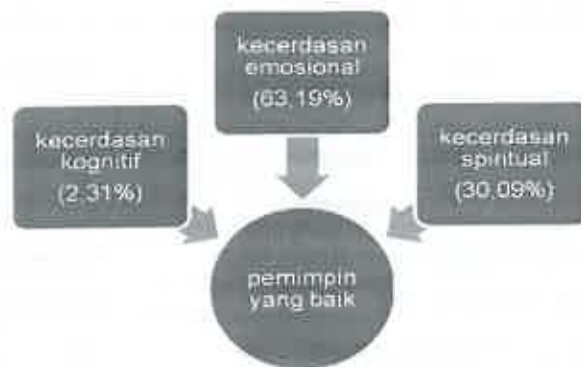 kecerdasan
emosional
(63,19%)
kecerdasan
kognitif
(2,31%)
kecerdasan
spiritual
(30,09%)
pemimpin
yang baik